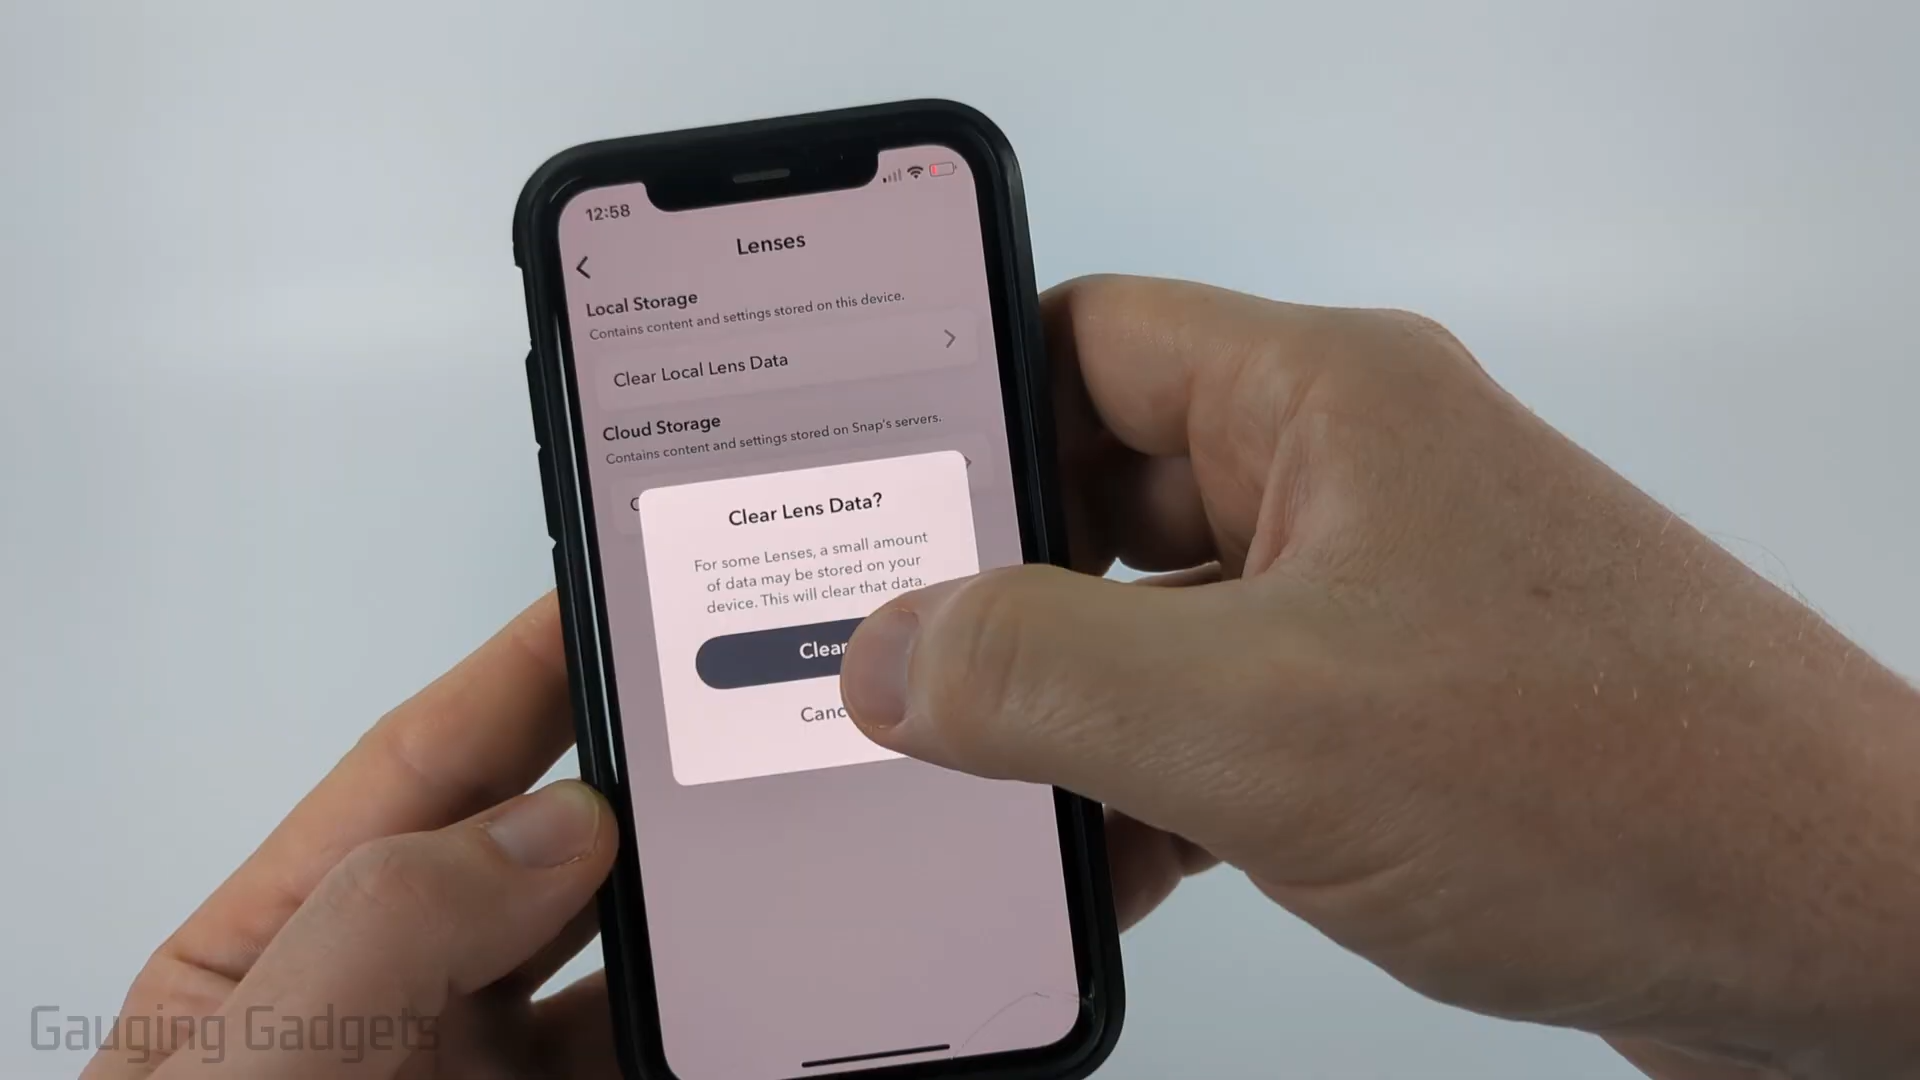 12:58
Lenses
Local Storage
Contains content and settings stored on this device.
Clear Local Lens Data
Cloud Storage
Contains content and settings stored on Snap's servers.
Clear Lens Data?
For some Lenses, a small amount
of data may be stored on your
device. This will clear that data.
Clear
Gauging Gadgets